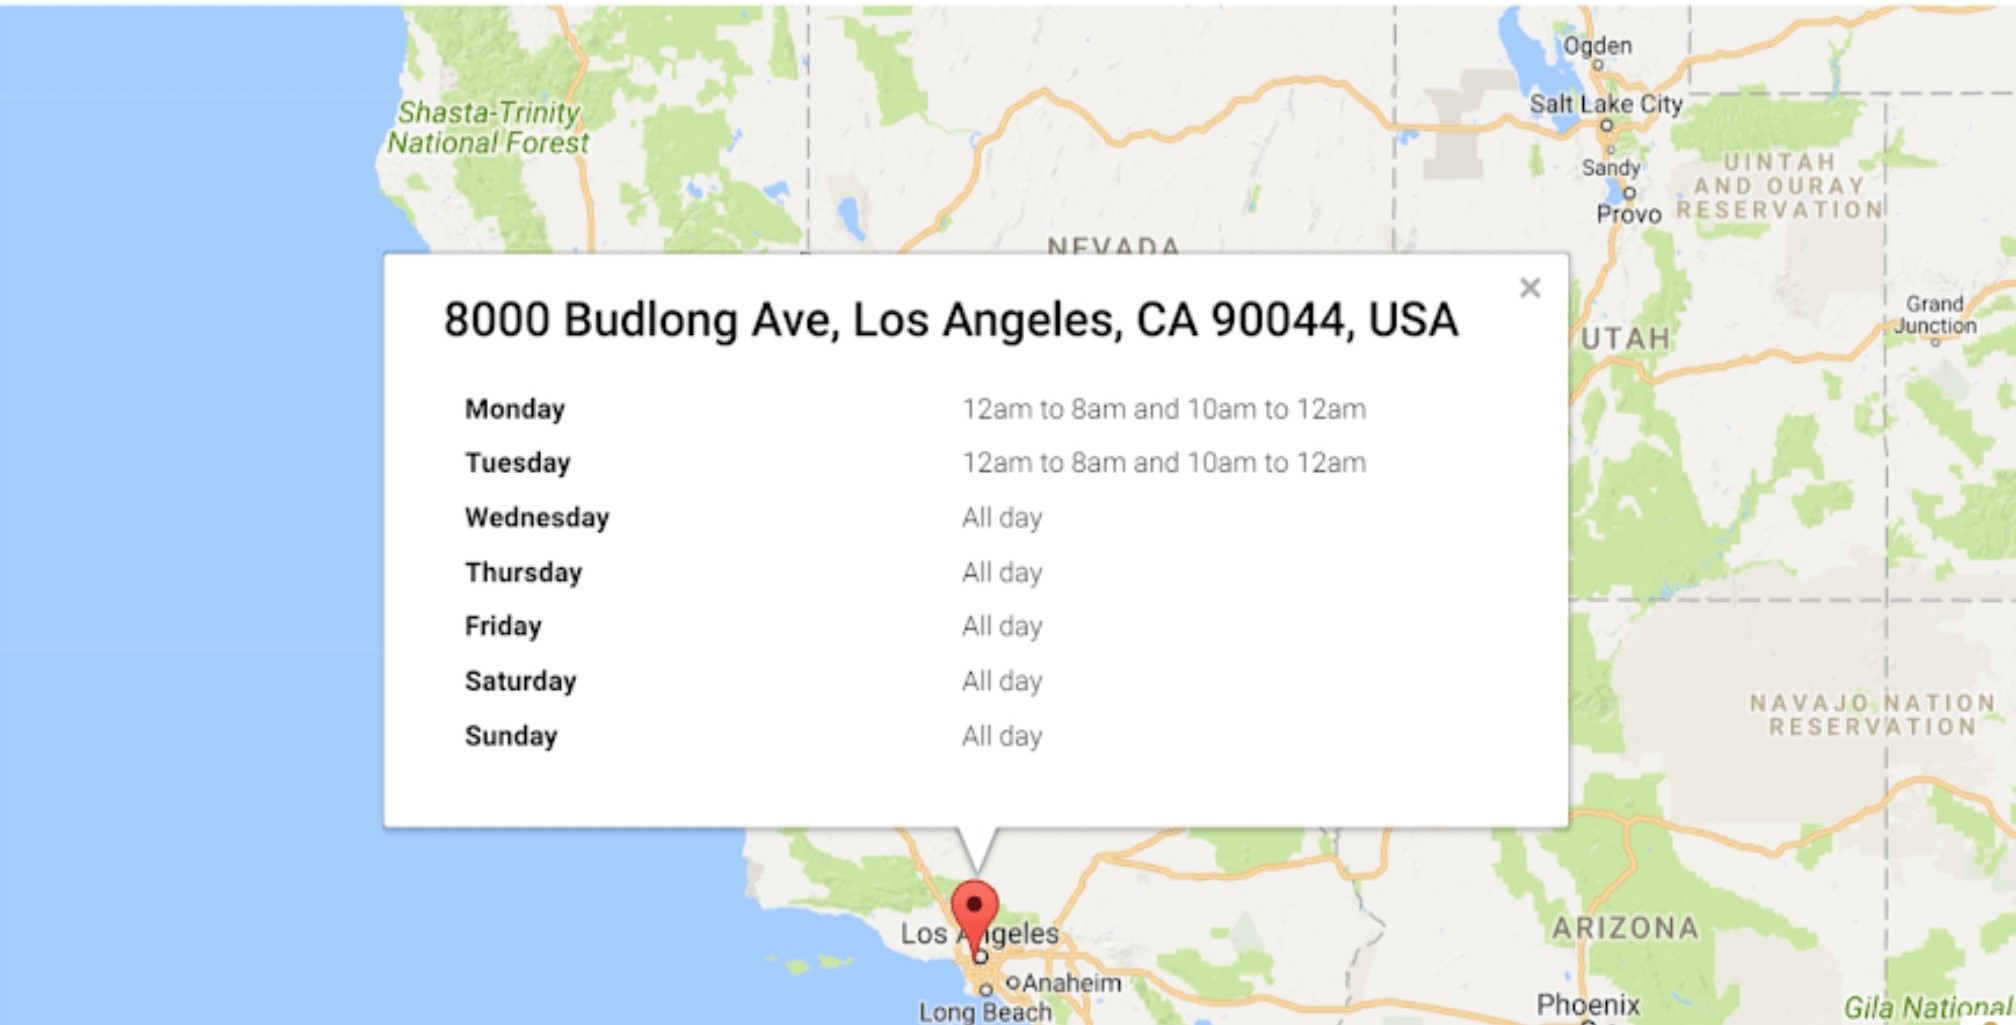 Ogden
Shasta-Trinity
National Forest
Salt Lake City
Sandy
Provo
UINTAH
AND OURAY
RESERVATION
NEVADA
×
8000 Budlong Ave, Los Angeles, CA 90044, USA
Grand
Junction
UTAH
Monday 12am to 8am and 10am to 12am
Tuesday 12am to 8am and 10am to 12am
Wednesday All day
Thursday All day
Friday All day
Saturday All day
Sunday All day
NAVAJO NATION
RESERVATION
Los Angeles
ARIZONA
Anaheim
Long Beach
Phoenix
Gila National